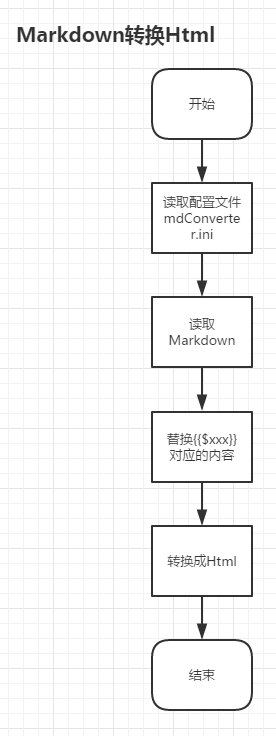 Markdown转换Html
开始
读取配置文件
mdConverte
r.ini
读取
Markdown
替换{{$xxx}}
对应的内容
转换成Html
结束